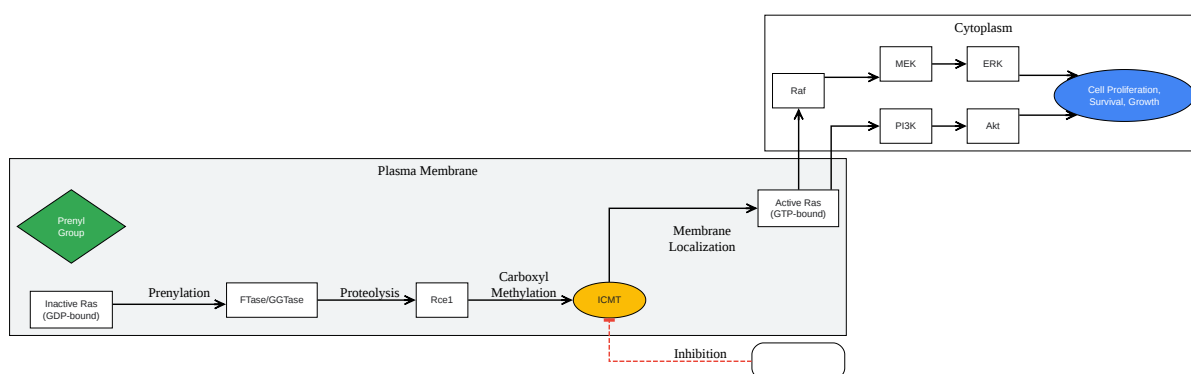 Cytoplasm
MEK
ERK
Raf
Cell Proliferation,
Survival, Growth
PI3K
Akt
Plasma Membrane
Prenyl
Group
Active Ras
(GTP-bound)
Membrane
Localization
Carboxyl
Methylation
Prenylation
Proteolysis
Inactive Ras
(GDP-bound)
FTase/GGTase
Rce1
ICMT
Inhibition